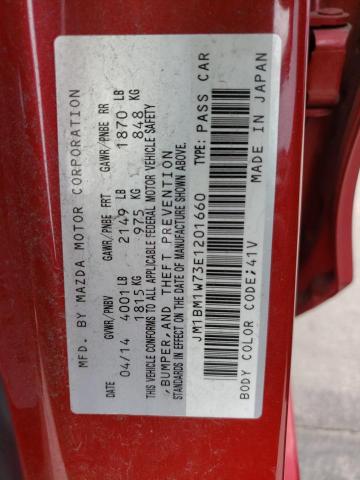 MFD. BY MAZDA MOTOR CORPORATION
GVWR/PNBV GAWR/PNBE FRT GAWR/PNBE RR
DATE
04/14 4001 LB 2149 LB 1870 LB
1815 KG 975 KG 848 KG
THIS VEHICLE CONFORMS TO ALL APPLICABLE FEDERAL MOTOR VEHICLE SAFETY
,BUMPER,AND THEFT PREVENTION
STANDARDS IN EFFECT ON THE DATE OF MANUFACTURE SHOWN ABOVE.
JM1BM1W73E1201660 TYPE: PASS CAR
BODY COLOR CODE;41V MADE IN JAPAN